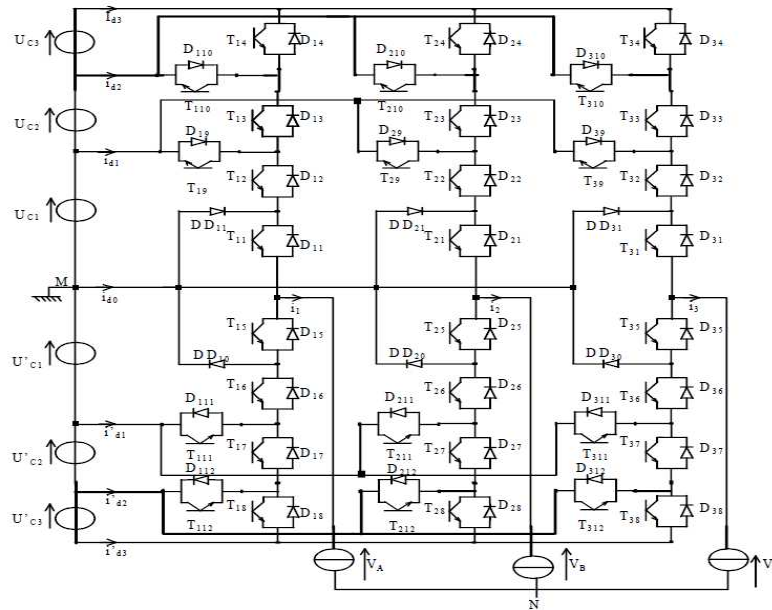 I_d3
U_C3
T_14
D_14
T_24
D_24
T_34
D_34
D_110
D_210
D_310
i_d2
T_110
T_210
T_310
U_C2
T_13
D_13
T_23
D_23
T_33
D_33
D_19
D_29
D_39
i_d1
T_19
T_29
T_39
T_12
D_12
T_22
D_22
T_32
D_32
U_C1
DD_11
DD_21
DD_31
T_11
D_11
T_21
D_21
T_31
D_31
M
i_d0
i_1
i_2
i_3
T_15
D_15
T_25
D_25
T_35
D_35
U'_C1
DD_10
DD_20
DD_30
T_16
D_16
T_26
D_26
T_36
D_36
D_111
D_211
D_311
i'_d1
T_111
T_211
T_311
T_17
D_17
T_27
D_27
T_37
D_37
U'_C2
D_112
D_212
D_312
i'_d2
U'_C3
T_112
T_212
T_312
T_18
D_18
T_28
D_28
T_38
D_38
i'_d3
V_A
V_B
V
N